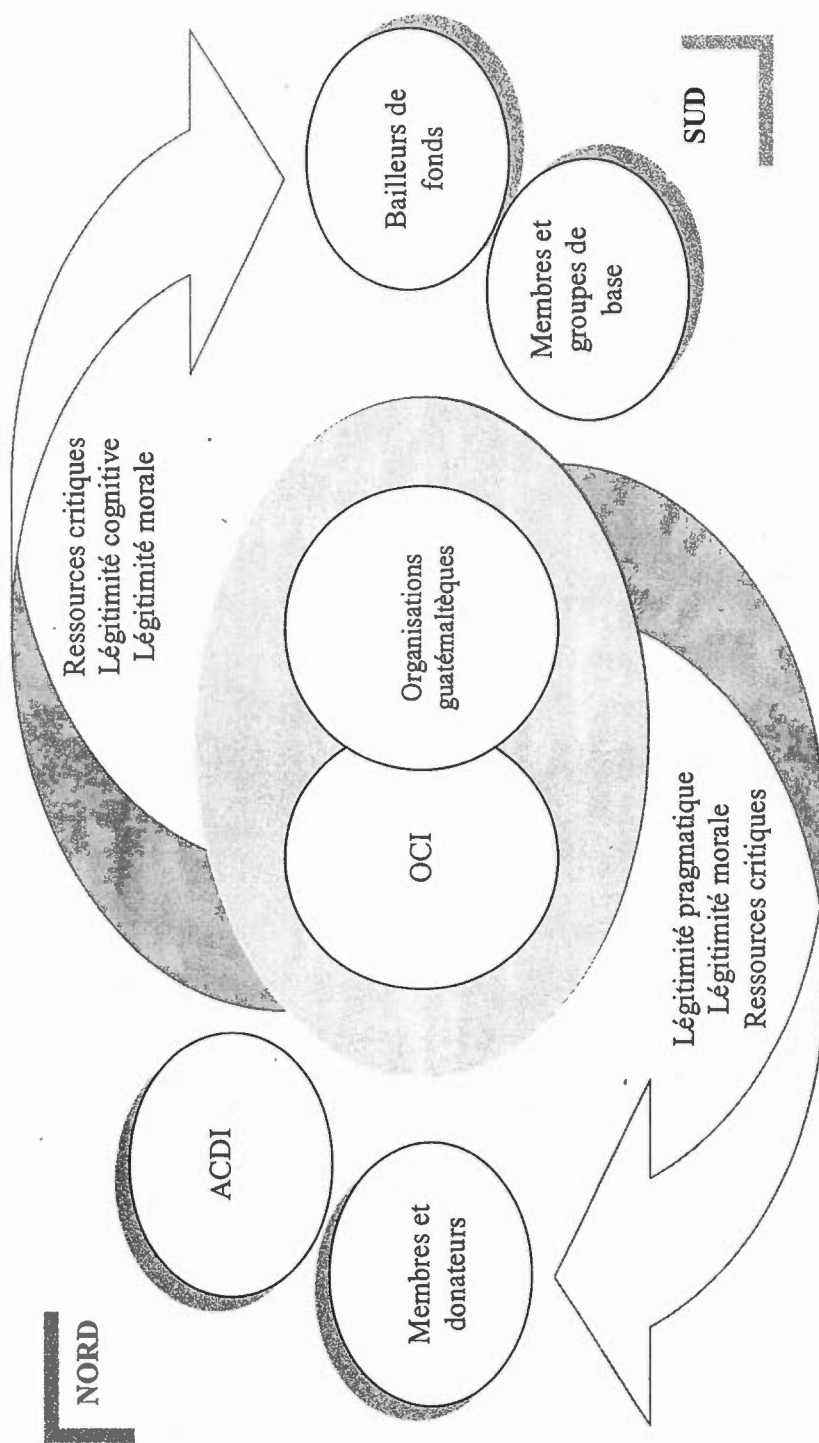 NORD
Ressources critiques
Légitimité cognitive
Légitimité morale
ACDI
Membres et
donateurs
OCI
Organisations
guatémaltèques
Bailleurs de
fonds
Membres et
groupes de
base
Légitimité pragmatique
Légitimité morale
Ressources critiques
SUD